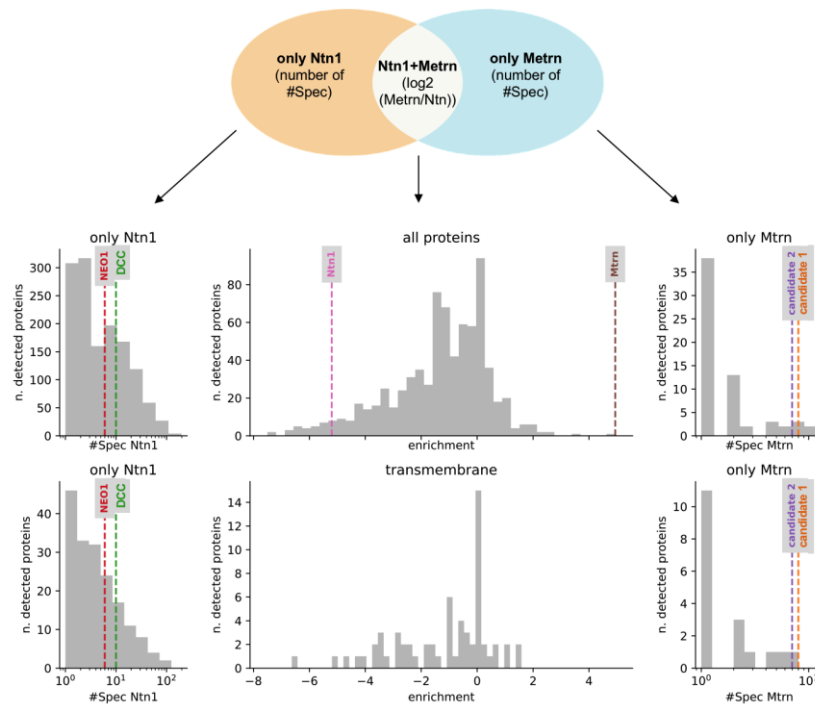 only Ntn1
(number of
#Spec)
Ntn1+Metrn
(log2
(Metrn/Ntn))
only Metrn
(number of
#Spec)
only Ntn1
NEO1
DCC
n. detected proteins
300
250
200
150
100
50
0
#Spec Ntn1
all proteins
Ntn1
Mtrn
n. detected proteins
80
60
40
20
0
enrichment
only Mtrn
candidate 2
candidate 1
n. detected proteins
35
30
25
20
15
10
5
0
#Spec Mtrn
only Ntn1
NEO1
DCC
n. detected proteins
40
30
20
10
0
10⁰ 10¹ 10²
#Spec Ntn1
transmembrane
n. detected proteins
14
12
10
8
6
4
2
0
−8 −6 −4 −2 0 2 4
enrichment
only Mtrn
candidate 2
candidate 1
n. detected proteins
10
8
6
4
2
0
10⁰
#Spec Mtrn